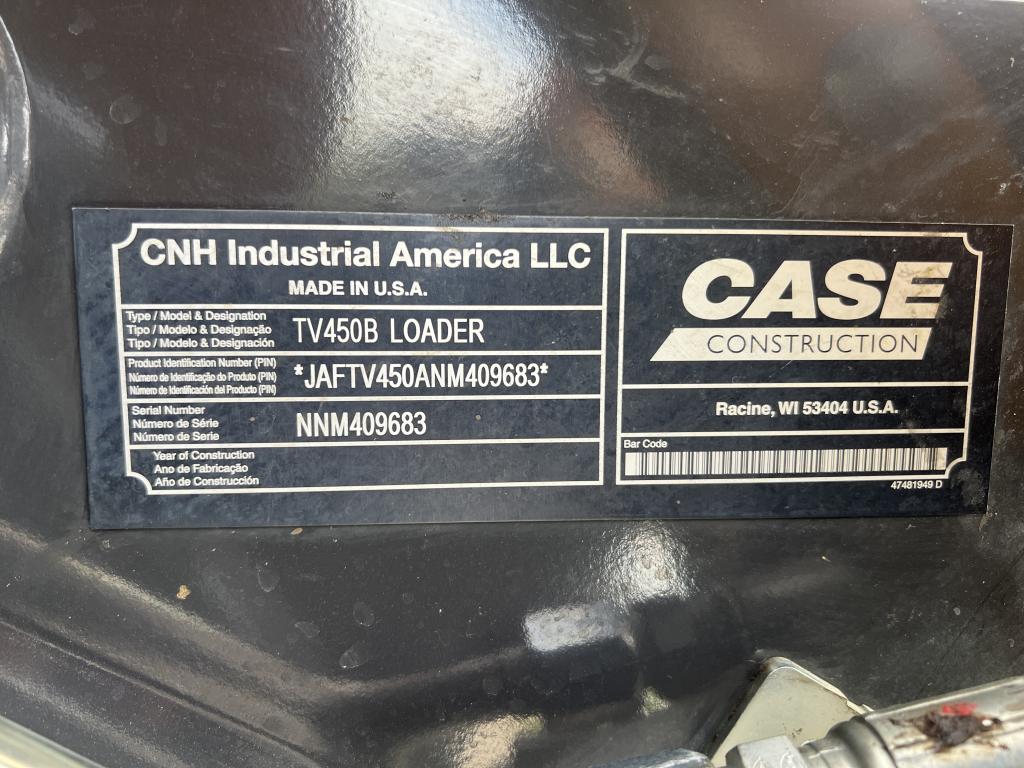 CNH Industrial America LLC
MADE IN U.S.A.
Type / Model & Designation
Tipo / Modelo & Designação
Tipo / Modelo & Designación
TV450B LOADER
Product Identification Number (PIN)
Número de Identificação do Produto (PIN)
Número de Identificación del Producto (PIN)
*JAFTV450ANM409683*
Serial Number
Número de Série
Número de Serie
NNM409683
Year of Construction
Ano de Fabricação
Año de Construcción
CASE
CONSTRUCTION
Racine, WI 53404 U.S.A.
Bar Code
47481949 D